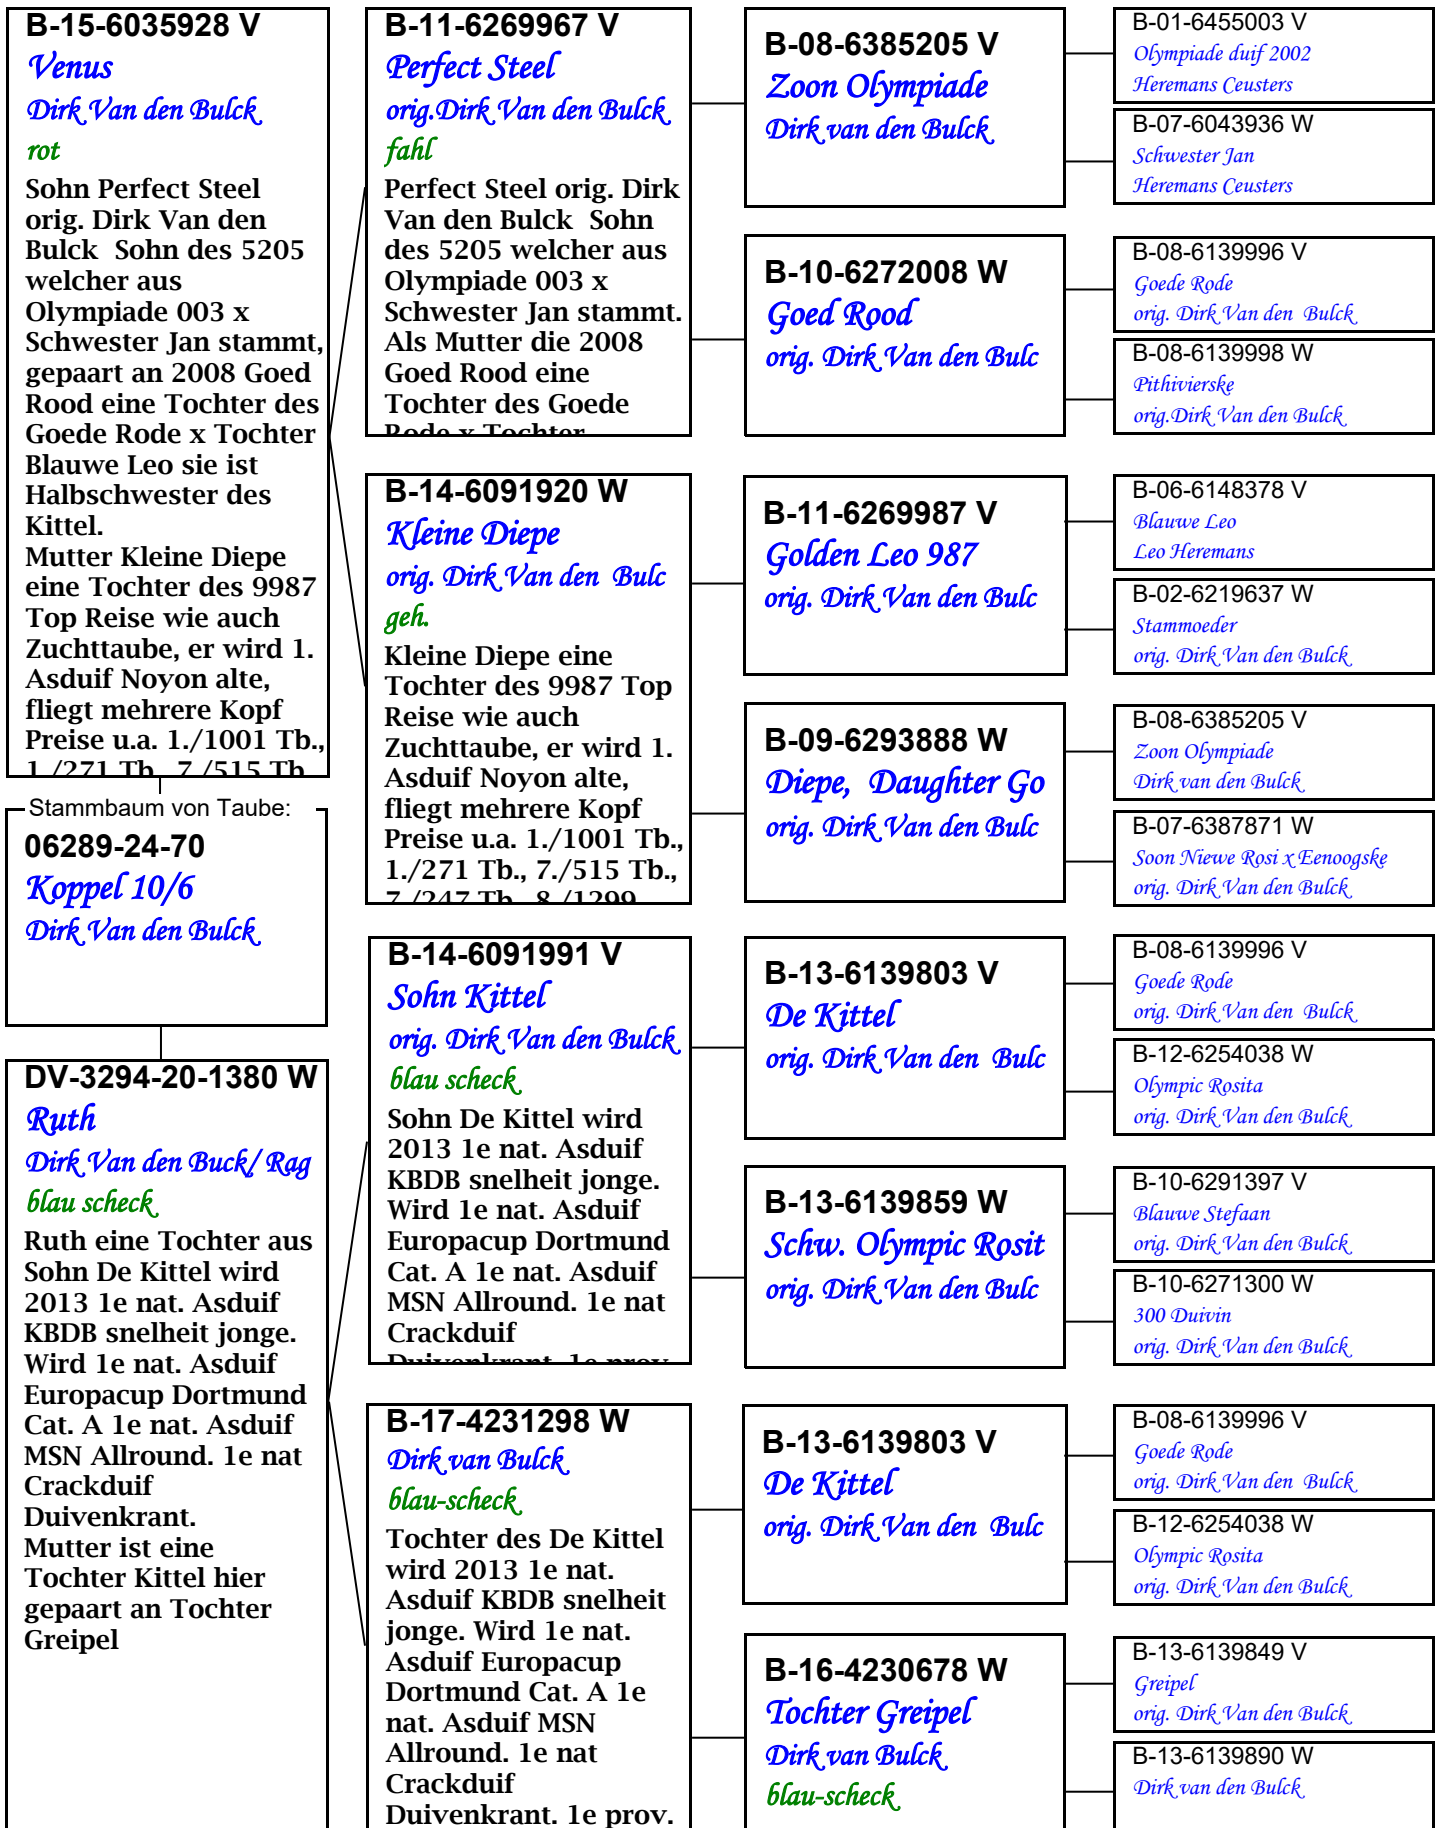 B-15-6035928 V
Venus
Dirk Van den Bulck
rot
Sohn Perfect Steel
orig. Dirk Van den
Bulck  Sohn des 5205
welcher aus
Olympiade 003 x
Schwester Jan stammt,
gepaart an 2008 Goed
Rood eine Tochter des
Goede Rode x Tochter
Blauwe Leo sie ist
Halbschwester des
Kittel.
Mutter Kleine Diepe
eine Tochter des 9987
Top Reise wie auch
Zuchttaube, er wird 1.
Asduif Noyon alte,
fliegt mehrere Kopf
Preise u.a. 1./1001 Tb.,
1./271 Tb., 7./515 Tb.
Stammbaum von Taube:
06289-24-70
Koppel 10/6
Dirk Van den Bulck
DV-3294-20-1380 W
Ruth
Dirk Van den Buck/ Rag
blau scheck
Ruth eine Tochter aus
Sohn De Kittel wird
2013 1e nat. Asduif
KBDB snelheit jonge.
Wird 1e nat. Asduif
Europacup Dortmund
Cat. A 1e nat. Asduif
MSN Allround. 1e nat
Crackduif
Duivenkrant.
Mutter ist eine
Tochter Kittel hier
gepaart an Tochter
Greipel
B-11-6269967 V
Perfect Steel
orig.Dirk Van den Bulck
fahl
Perfect Steel orig. Dirk
Van den Bulck  Sohn
des 5205 welcher aus
Olympiade 003 x
Schwester Jan stammt.
Als Mutter die 2008
Goed Rood eine
Tochter des Goede
Rode x Tochter
B-14-6091920 W
Kleine Diepe
orig. Dirk Van den  Bulc
geh.
Kleine Diepe eine
Tochter des 9987 Top
Reise wie auch
Zuchttaube, er wird 1.
Asduif Noyon alte,
fliegt mehrere Kopf
Preise u.a. 1./1001 Tb.,
1./271 Tb., 7./515 Tb.,
7./247 Tb., 8./1299
B-14-6091991 V
Sohn Kittel
orig. Dirk Van den Bulck
blau scheck
Sohn De Kittel wird
2013 1e nat. Asduif
KBDB snelheit jonge.
Wird 1e nat. Asduif
Europacup Dortmund
Cat. A 1e nat. Asduif
MSN Allround. 1e nat
Crackduif
Duivenkrant. 1e prov.
B-17-4231298 W
Dirk van Bulck
blau-scheck
Tochter des De Kittel
wird 2013 1e nat.
Asduif KBDB snelheit
jonge. Wird 1e nat.
Asduif Europacup
Dortmund Cat. A 1e
nat. Asduif MSN
Allround. 1e nat
Crackduif
Duivenkrant. 1e prov.
B-08-6385205 V
Zoon Olympiade
Dirk van den Bulck
B-10-6272008 W
Goed Rood
orig. Dirk Van den Bulc
B-11-6269987 V
Golden Leo 987
orig. Dirk Van den Bulc
B-09-6293888 W
Diepe,  Daughter Go
orig. Dirk Van den Bulc
B-13-6139803 V
De Kittel
orig. Dirk Van den  Bulc
B-13-6139859 W
Schw. Olympic Rosit
orig. Dirk Van den Bulc
B-13-6139803 V
De Kittel
orig. Dirk Van den  Bulc
B-16-4230678 W
Tochter Greipel
Dirk van Bulck
blau-scheck
B-01-6455003 V
Olympiade duif 2002
Heremans Ceusters
B-07-6043936 W
Schwester Jan
Heremans Ceusters
B-08-6139996 V
Goede Rode
orig. Dirk Van den  Bulck
B-08-6139998 W
Pithivierske
orig.Dirk Van den Bulck
B-06-6148378 V
Blauwe Leo
Leo Heremans
B-02-6219637 W
Stammoeder
orig. Dirk Van den Bulck
B-08-6385205 V
Zoon Olympiade
Dirk van den Bulck
B-07-6387871 W
Soon Niewe Rosi x Eenoogske
orig. Dirk Van den Bulck
B-08-6139996 V
Goede Rode
orig. Dirk Van den  Bulck
B-12-6254038 W
Olympic Rosita
orig. Dirk Van den Bulck
B-10-6291397 V
Blauwe Stefaan
orig. Dirk Van den Bulck
B-10-6271300 W
300 Duivin
orig. Dirk Van den Bulck
B-08-6139996 V
Goede Rode
orig. Dirk Van den  Bulck
B-12-6254038 W
Olympic Rosita
orig. Dirk Van den Bulck
B-13-6139849 V
Greipel
orig. Dirk Van den Bulck
B-13-6139890 W
Dirk van den Bulck